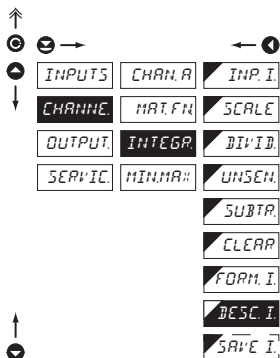 INPUTS CHAN. A INP. I.
CHANNE. MAT. FN. SCALE
OUTPUT. INTEGR. DIVID.
SERVIC. MIN.MAX UNSEN.
SUBTR.
CLEAR
FORM. I.
DESC. I.
SAVE I.